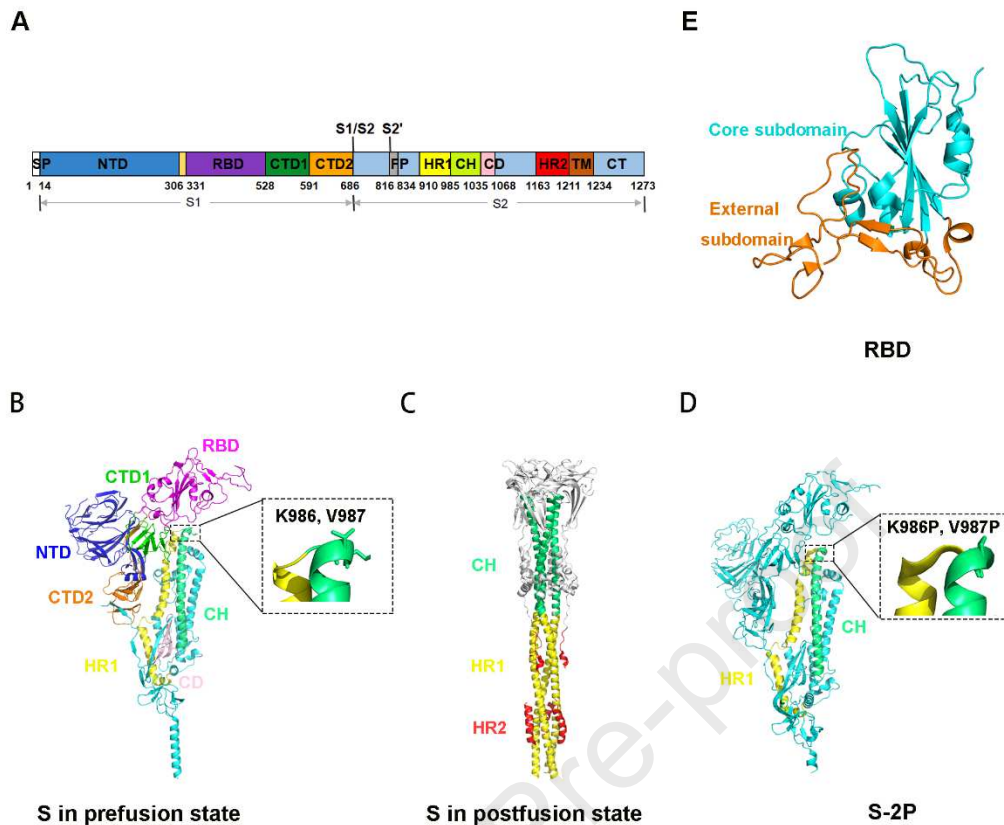 A
S1/S2 S2'
SP NTD RBD CTD1 CTD2 FP HR1 CH CD HR2 TM CT
1 14 306 331 528 591 686 816 834 910 985 1035 1068 1163 1211 1234 1273
S1 S2
E
Core subdomain
External
subdomain
RBD
B
RBD
CTD1
NTD
CTD2
CH
HR1
CD
K986, V987
S in prefusion state
C
CH
HR1
HR2
S in postfusion state
D
K986P, V987P
CH
HR1
S-2P
Pre-proof